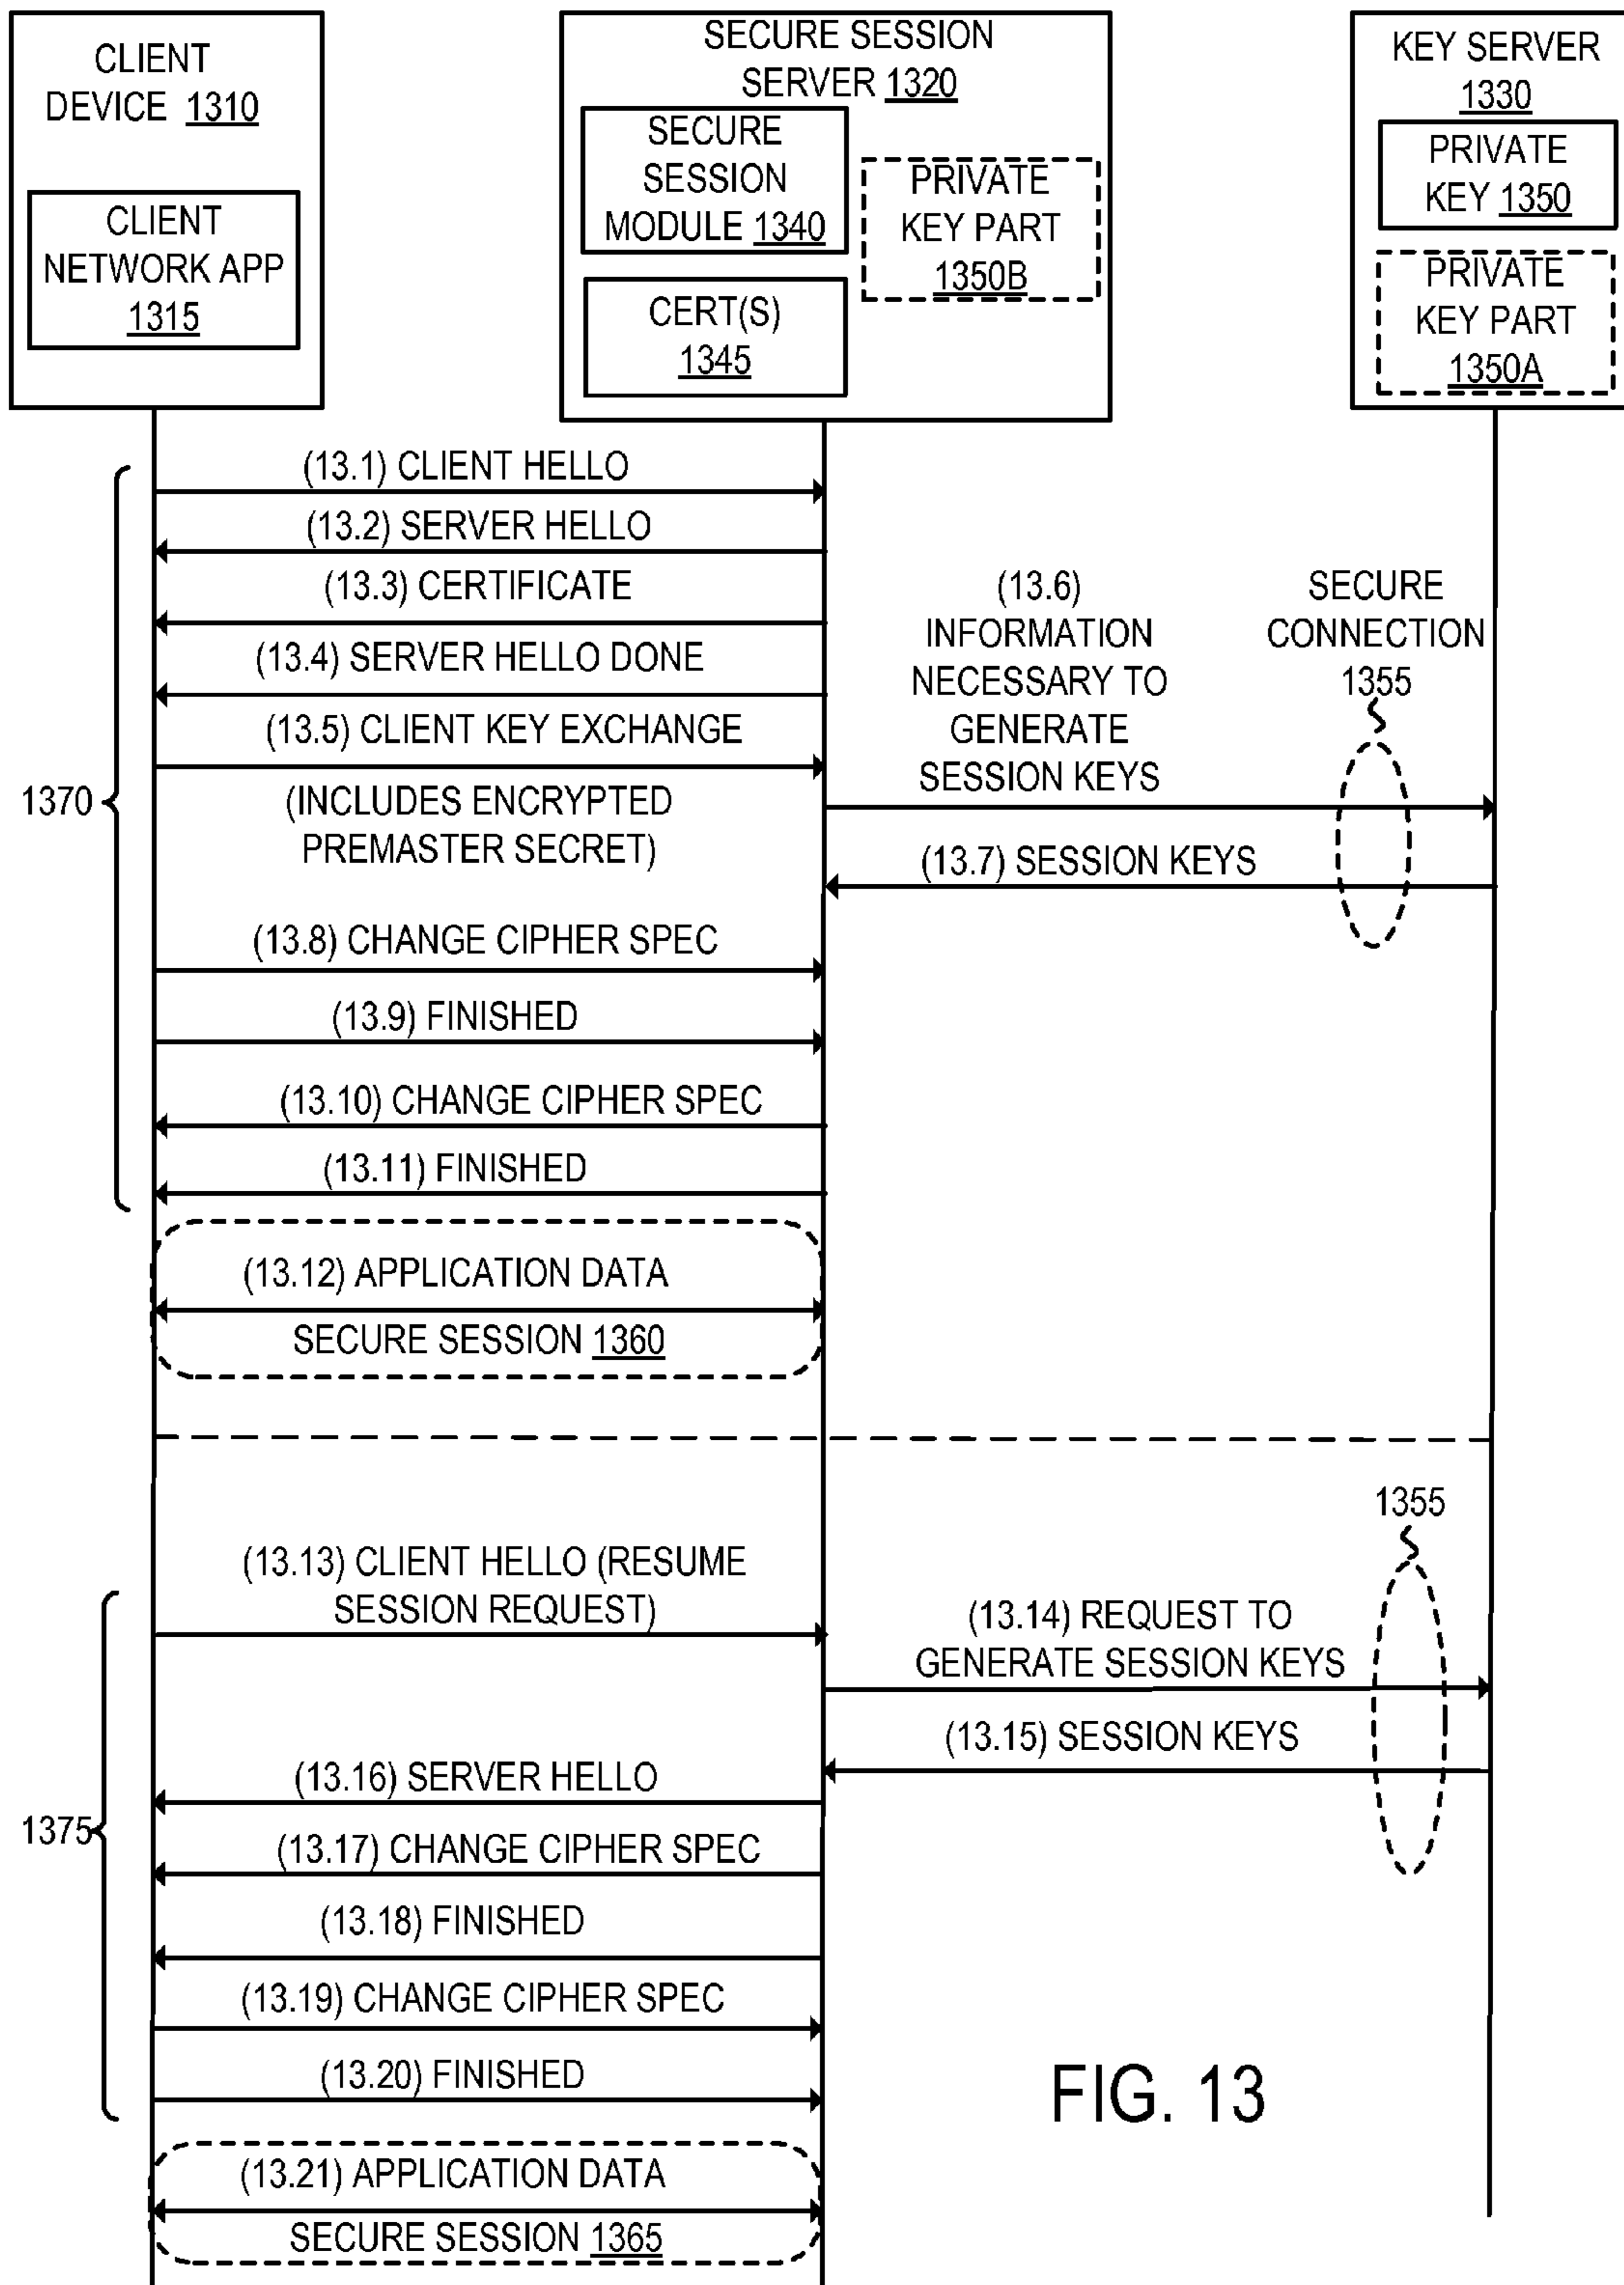 CLIENT
DEVICE 1310
CLIENT
NETWORK APP
1315
SECURE SESSION
SERVER 1320
SECURE
SESSION
MODULE 1340
PRIVATE
KEY PART
1350B
CERT(S)
1345
KEY SERVER
1330
PRIVATE
KEY 1350
PRIVATE
KEY PART
1350A
(13.1) CLIENT HELLO
(13.2) SERVER HELLO
(13.3) CERTIFICATE
(13.4) SERVER HELLO DONE
(13.5) CLIENT KEY EXCHANGE
(INCLUDES ENCRYPTED
PREMASTER SECRET)
(13.6)
INFORMATION
NECESSARY TO
GENERATE
SESSION KEYS
SECURE
CONNECTION
1355
1370
(13.7) SESSION KEYS
(13.8) CHANGE CIPHER SPEC
(13.9) FINISHED
(13.10) CHANGE CIPHER SPEC
(13.11) FINISHED
(13.12) APPLICATION DATA
SECURE SESSION 1360
1355
(13.13) CLIENT HELLO (RESUME
SESSION REQUEST)
(13.14) REQUEST TO
GENERATE SESSION KEYS
(13.15) SESSION KEYS
(13.16) SERVER HELLO
1375
(13.17) CHANGE CIPHER SPEC
(13.18) FINISHED
(13.19) CHANGE CIPHER SPEC
(13.20) FINISHED
FIG. 13
(13.21) APPLICATION DATA
SECURE SESSION 1365